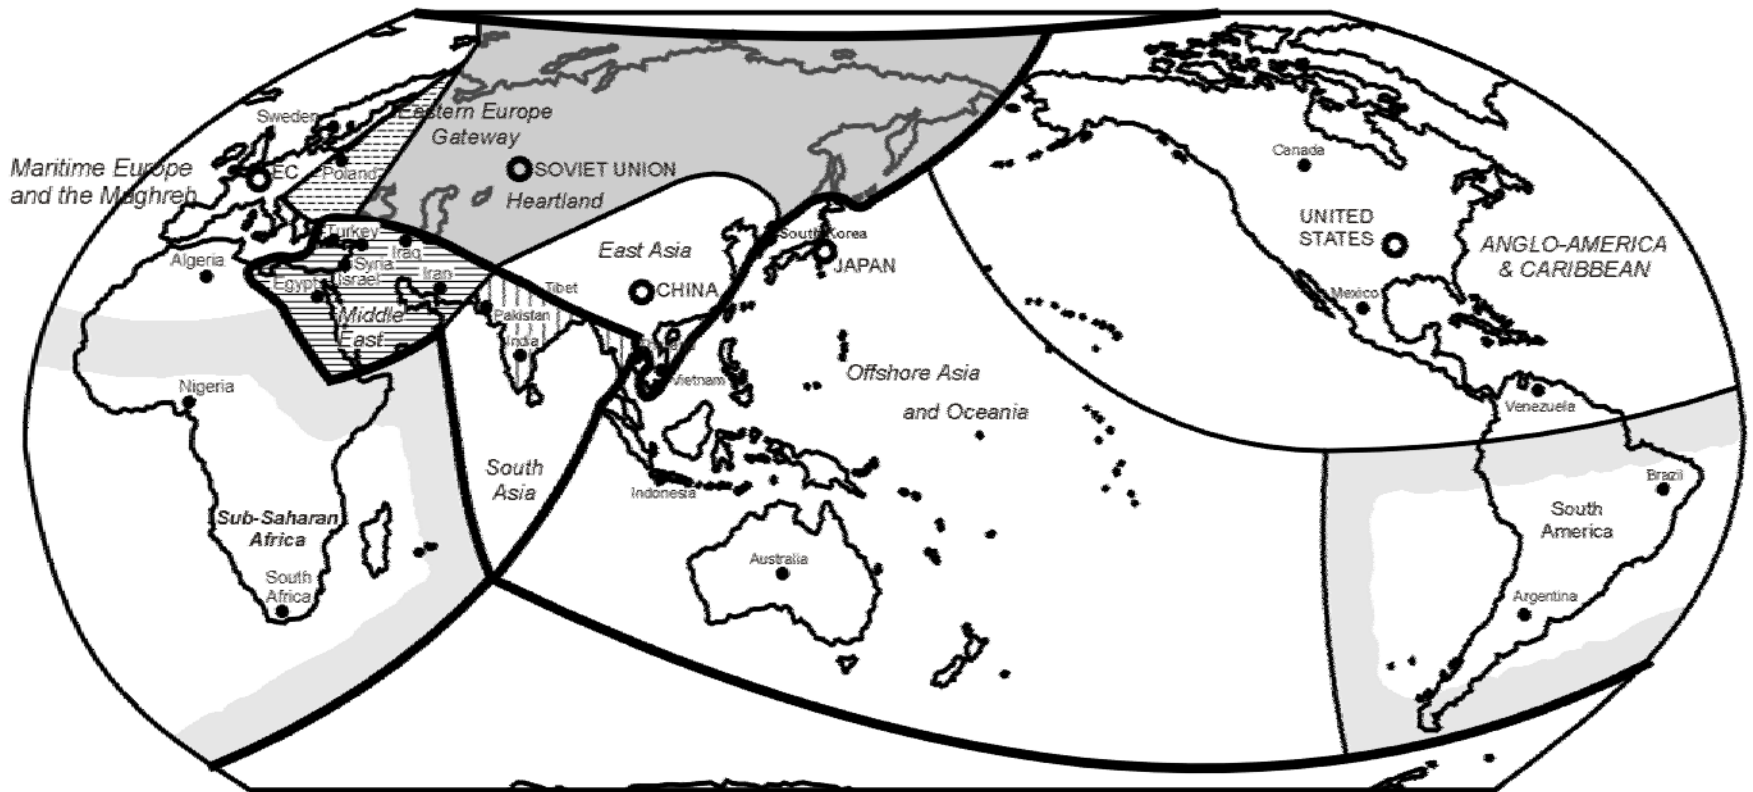 Sweden
Eastern Europe
Gateway
Maritime Europe
and the Maghreb
EC
Poland
SOVIET UNION
Heartland
Canada
UNITED
STATES
ANGLO-AMERICA
& CARIBBEAN
Mexico
Turkey
Iraq
Syria
Israel
Iran
Egypt
Algeria
Middle
East
East Asia
CHINA
South Korea
JAPAN
Tibet
Pakistan
India
Vietnam
Offshore Asia
and Oceania
Nigeria
Venezuela
South
Asia
Indonesia
Brazil
Sub-Saharan
Africa
South
America
Australia
South
Africa
Argentina